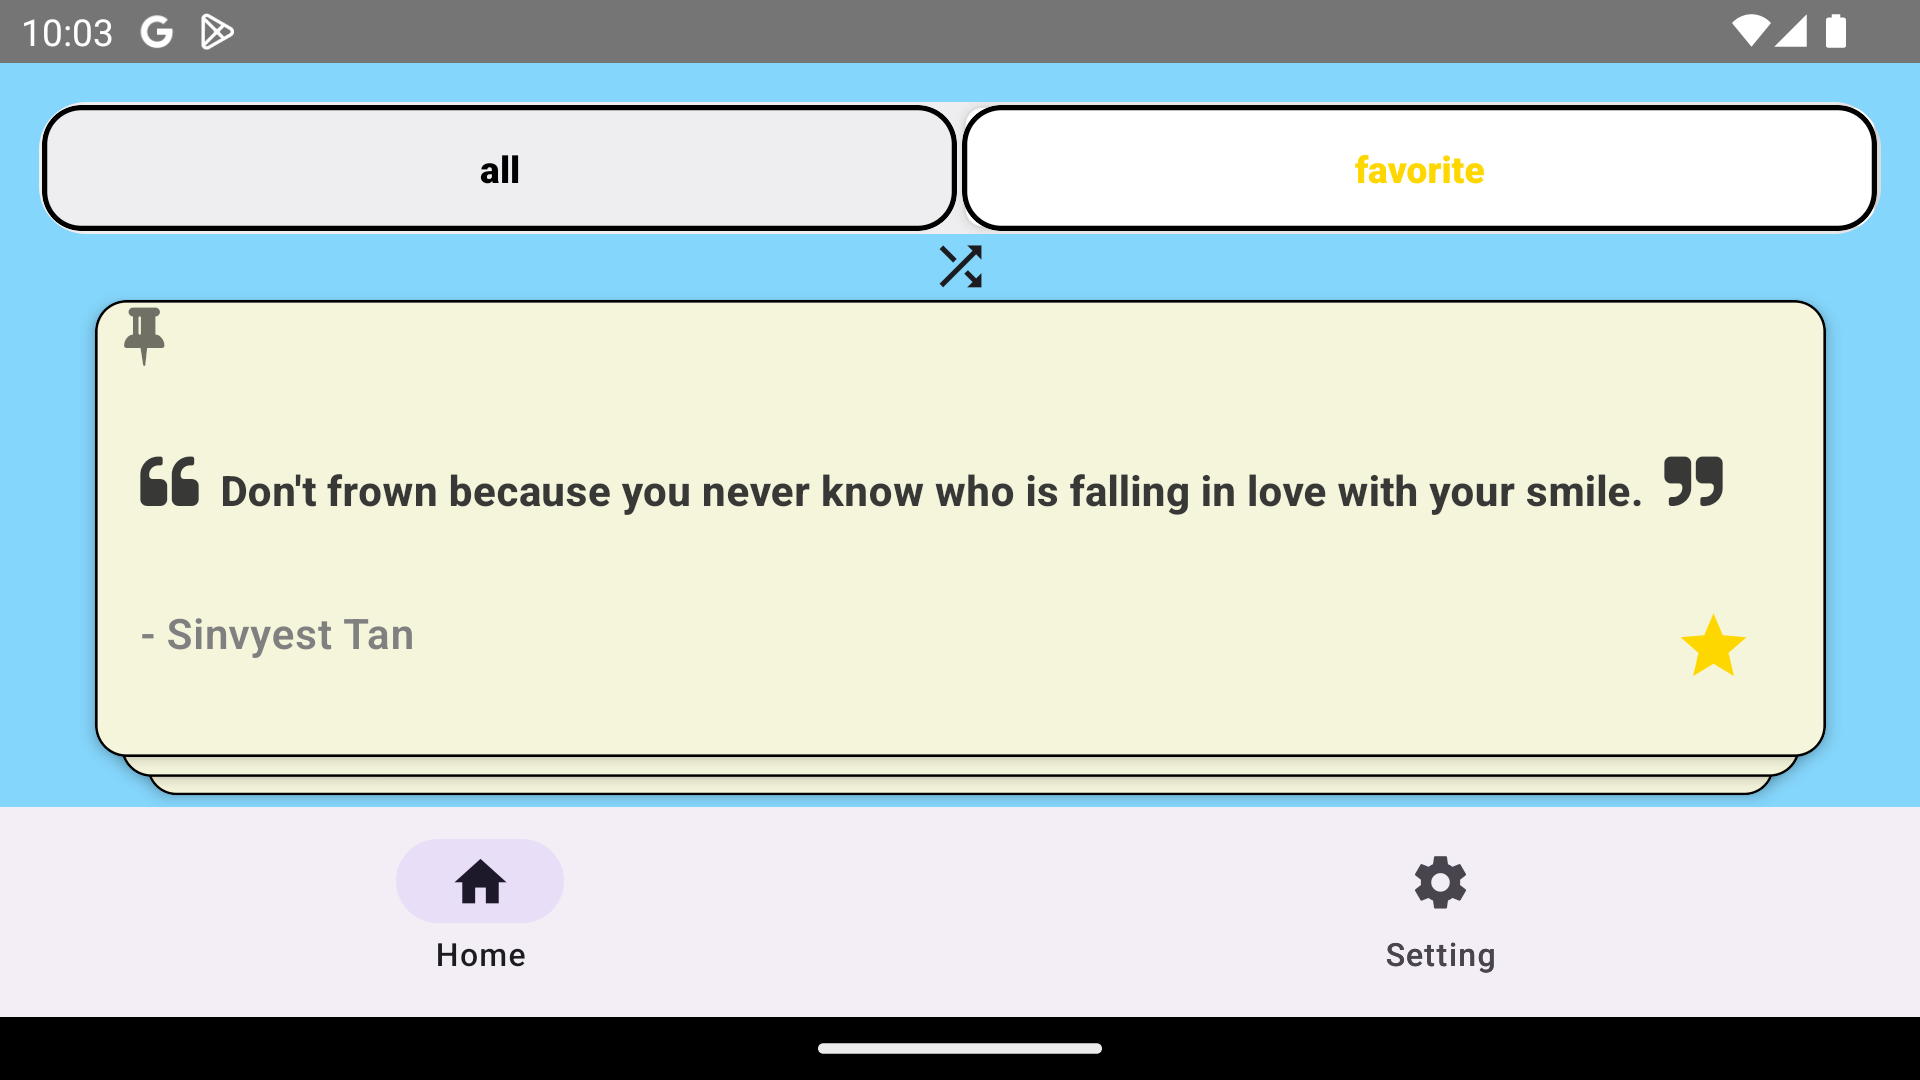 10:03
all
favorite
❝ Don't frown because you never know who is falling in love with your smile. ❞
- Sinvyest Tan
Home
Setting